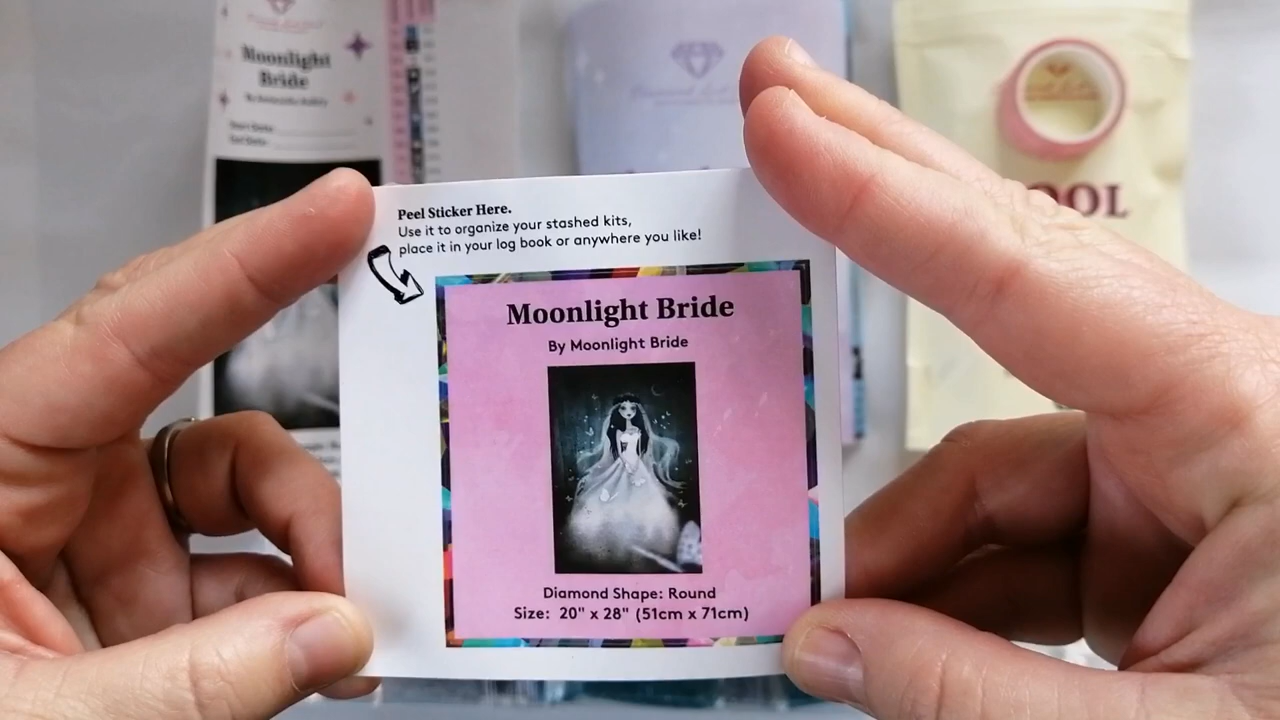 Moonlight
Bride
Peel Sticker Here.
Use it to organize your stashed kits,
place it in your log book or anywhere you like!
Moonlight Bride
By Moonlight Bride
Diamond Shape: Round
Size: 20" x 28" (51cm x 71cm)